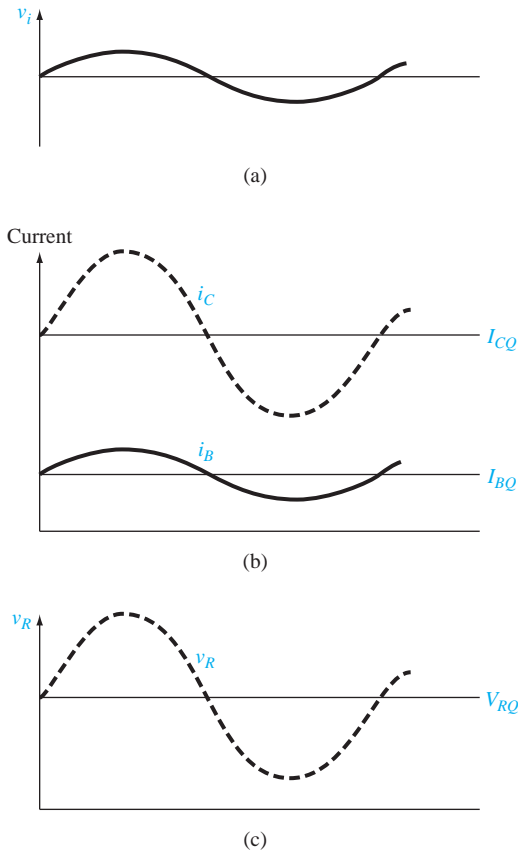 v_i
(a)
Current
i_C
I_CQ
i_B
I_BQ
(b)
v_R
v_R
V_RQ
(c)